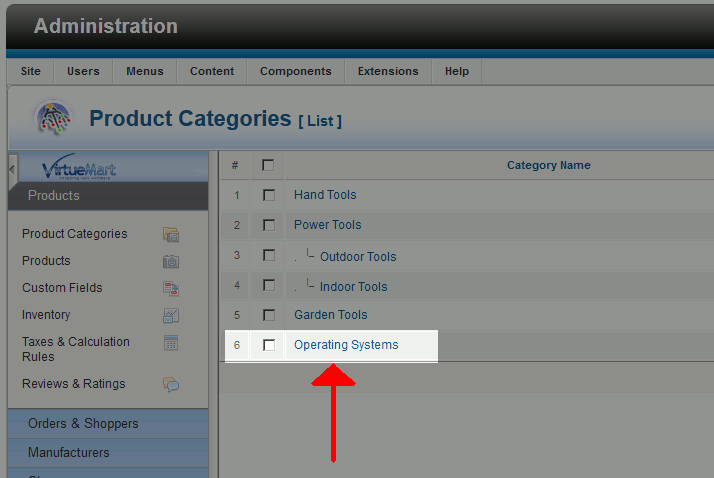 Administration
Site Users Menus Content Components Extensions Help
Product Categories [ List ]
VirtueMart
Products
Product Categories
Products
Custom Fields
Inventory
Taxes & Calculation
Rules
Reviews & Ratings
Orders & Shoppers
Manufacturers
# Category Name
1 Hand Tools
2 Power Tools
3 . Outdoor Tools
4 . Indoor Tools
5 Garden Tools
6 Operating Systems